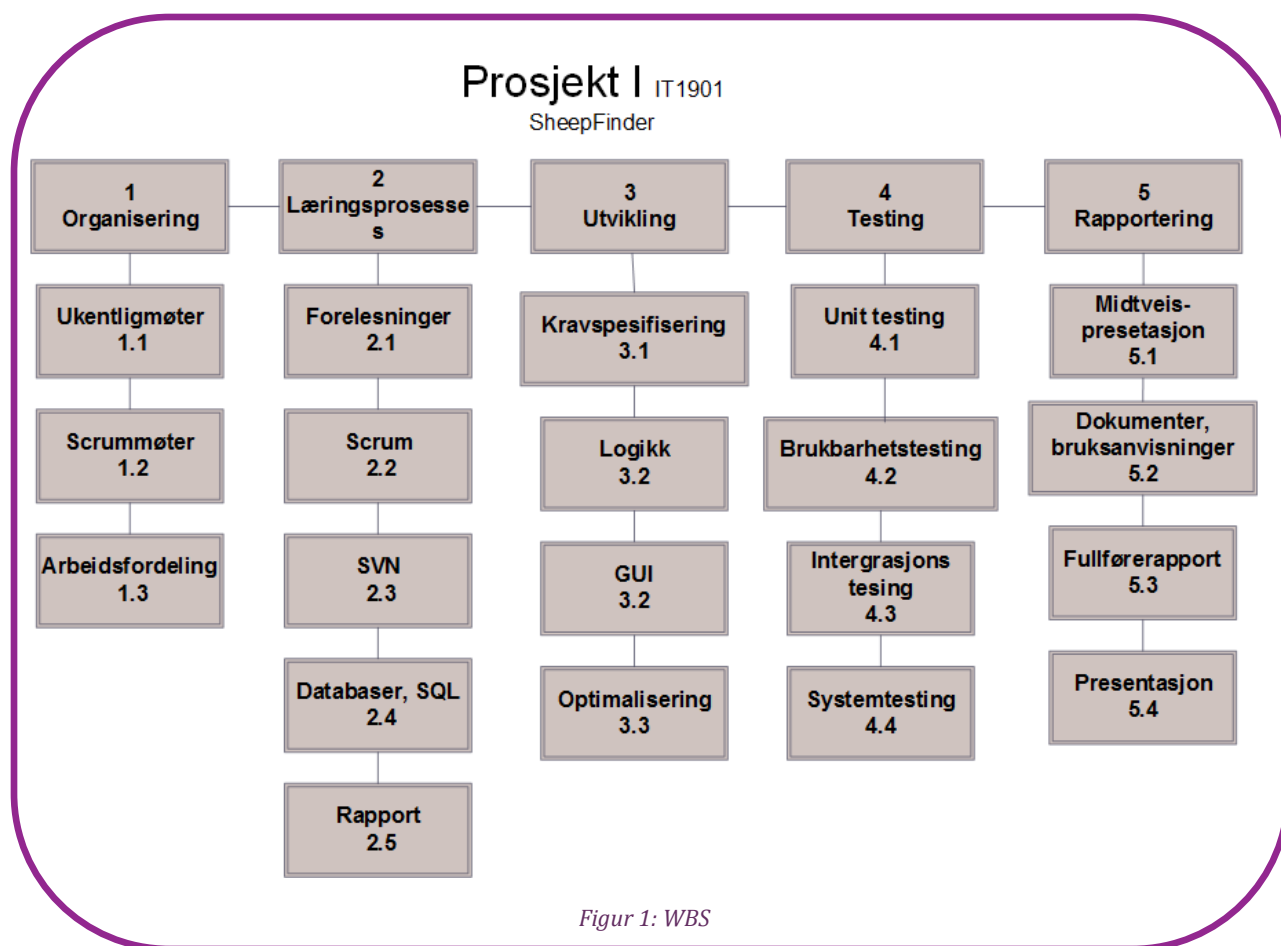 Prosjekt I IT1901
SheepFinder
1
Organisering
2
Læringsprosesse
s
3
Utvikling
4
Testing
5
Rapportering
Ukentligmøter
1.1
Scrummøter
1.2
Arbeidsfordeling
1.3
Forelesninger
2.1
Scrum
2.2
SVN
2.3
Databaser, SQL
2.4
Rapport
2.5
Kravspesifisering
3.1
Logikk
3.2
GUI
3.2
Optimalisering
3.3
Unit testing
4.1
Brukbarhetstesting
4.2
Intergrasjons
tesing
4.3
Systemtesting
4.4
Midtveis-
presetasjon
5.1
Dokumenter,
bruksanvisninger
5.2
Fullførerapport
5.3
Presentasjon
5.4
Figur 1: WBS